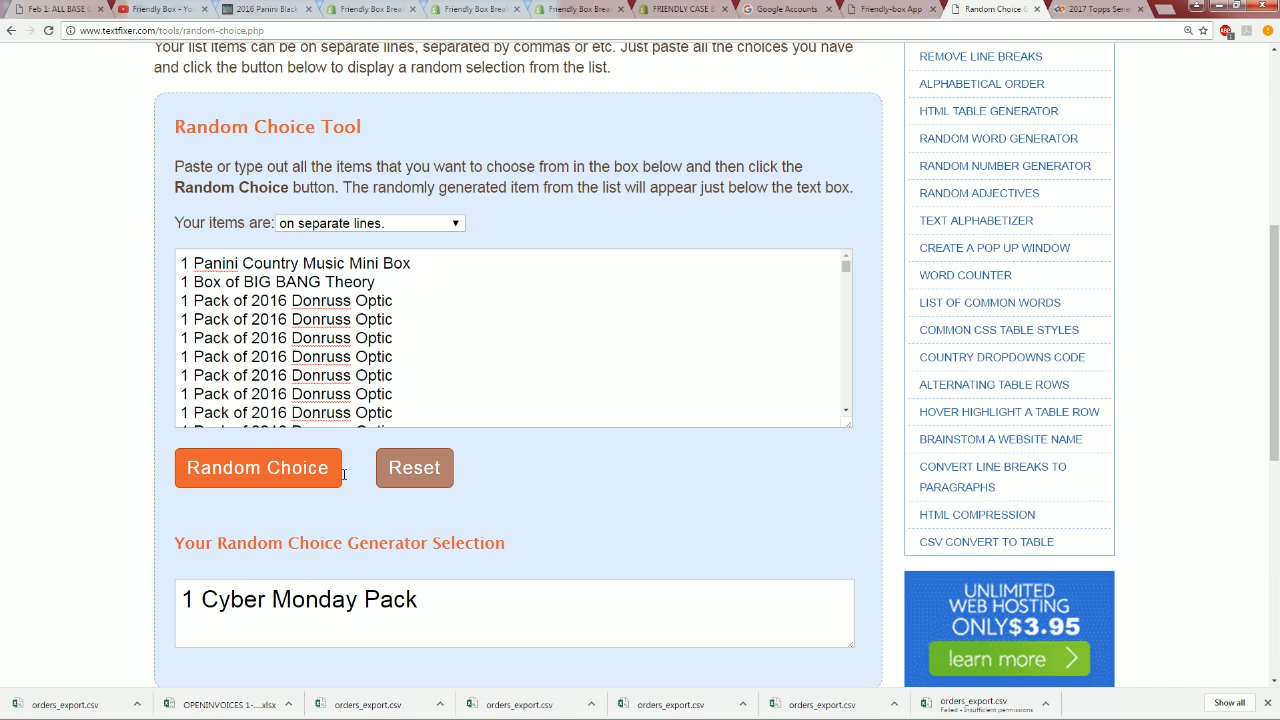 Feb 1: ALL BASE C
Friendly Box - You
2016 Panini Black
Friendly Box Break
Friendly Box Break
Friendly Box Break
FRIENDLY CASE B
Google Accounts
Friendly-box App
Random Choice G
2017 Topps Series
www.textfixer.com/tools/random-choice.php
Your list items can be on separate lines, separated by commas or etc. Just paste all the choices you have
and click the button below to display a random selection from the list.
Random Choice Tool
Paste or type out all the items that you want to choose from in the box below and then click the
Random Choice button. The randomly generated item from the list will appear just below the text box.
Your items are: on separate lines.
1 Panini Country Music Mini Box
1 Box of BIG BANG Theory
1 Pack of 2016 Donruss Optic
1 Pack of 2016 Donruss Optic
1 Pack of 2016 Donruss Optic
1 Pack of 2016 Donruss Optic
1 Pack of 2016 Donruss Optic
1 Pack of 2016 Donruss Optic
1 Pack of 2016 Donruss Optic
1 Pack of 2016 Donruss Optic
Random Choice
Reset
Your Random Choice Generator Selection
1 Cyber Monday Pack
REMOVE LINE BREAKS
ALPHABETICAL ORDER
HTML TABLE GENERATOR
RANDOM WORD GENERATOR
RANDOM NUMBER GENERATOR
RANDOM ADJECTIVES
TEXT ALPHABETIZER
CREATE A POP UP WINDOW
WORD COUNTER
LIST OF COMMON WORDS
COMMON CSS TABLE STYLES
COUNTRY DROPDOWNS CODE
ALTERNATING TABLE ROWS
HOVER HIGHLIGHT A TABLE ROW
BRAINSTOM A WEBSITE NAME
CONVERT LINE BREAKS TO
PARAGRAPHS
HTML COMPRESSION
CSV CONVERT TO TABLE
UNLIMITED
WEB HOSTING
ONLY $3.95
learn more
orders_export.csv
OPENINVOICES 1-....xlsx
orders_export.csv
orders_export.csv
orders_export.csv
orders_export.csv
orders_export.csv
Failed - Insufficient permissions
Show all